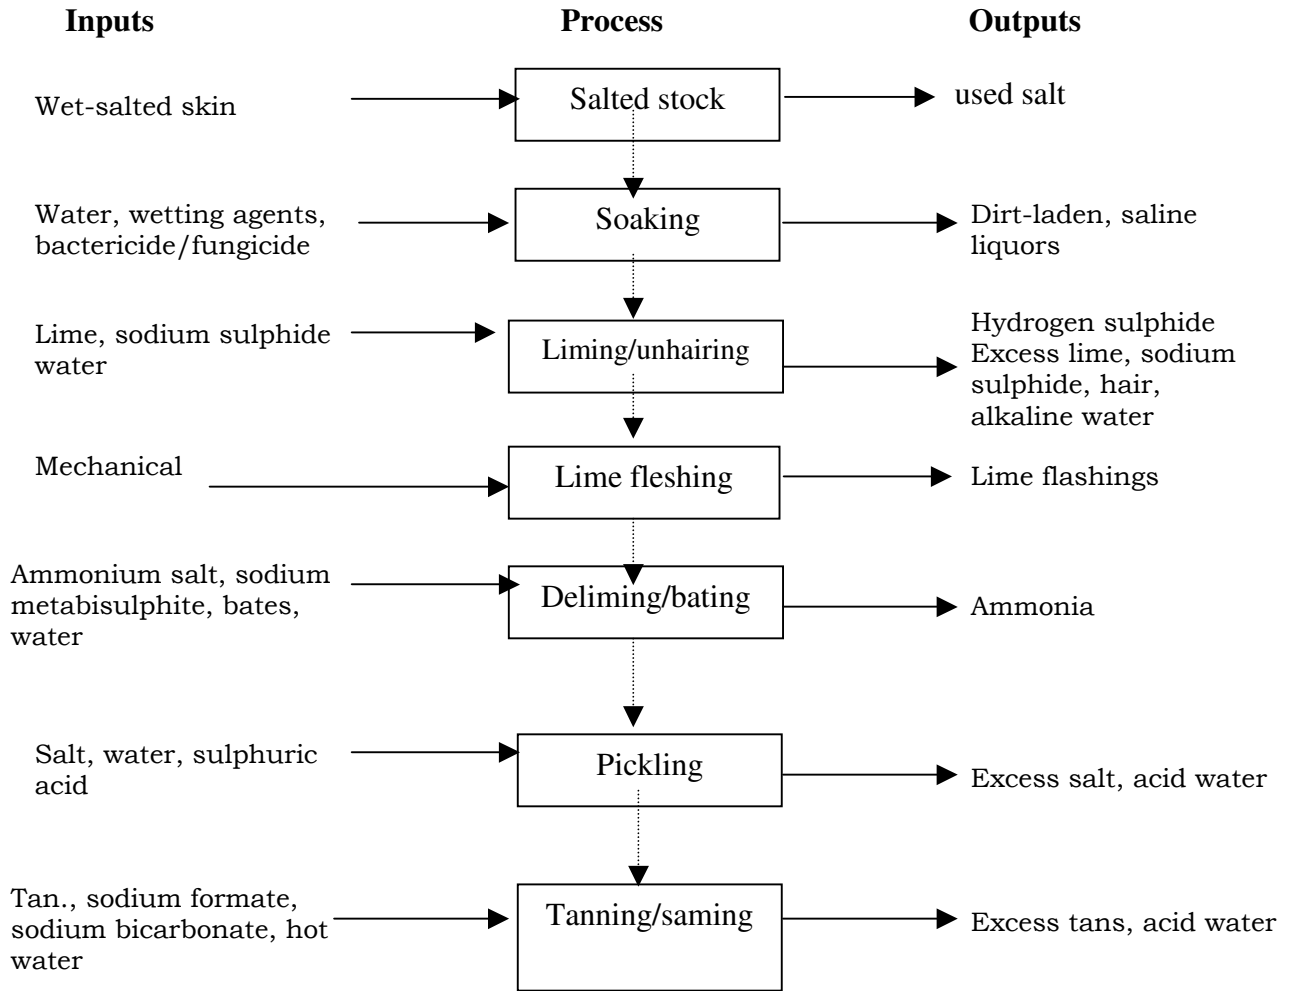 Inputs Process Outputs
Wet-salted skin
Salted stock
used salt
Water, wetting agents,
bactericide/fungicide
Soaking
Dirt-laden, saline
liquors
Lime, sodium sulphide
water
Liming/unhairing
Hydrogen sulphide
Excess lime, sodium
sulphide, hair,
alkaline water
Mechanical
Lime fleshing
Lime flashings
Ammonium salt, sodium
metabisulphite, bates,
water
Deliming/bating
Ammonia
Salt, water, sulphuric
acid
Pickling
Excess salt, acid water
Tan., sodium formate,
sodium bicarbonate, hot
water
Tanning/saming
Excess tans, acid water